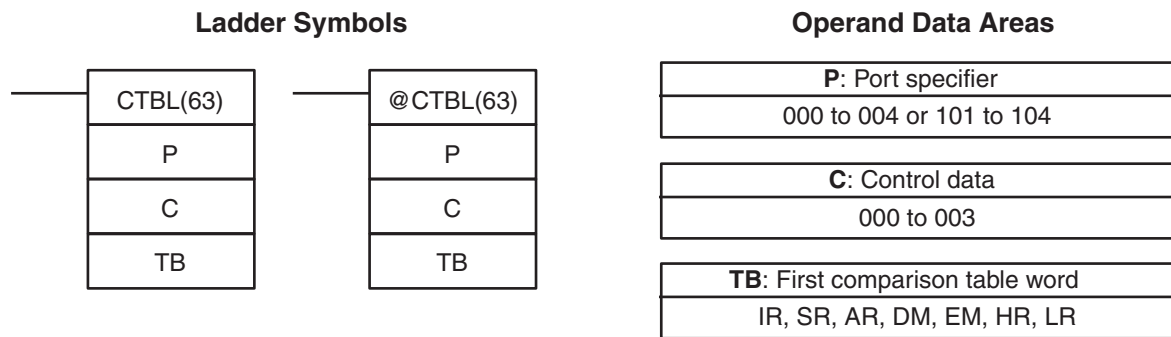 Ladder Symbols
CTBL(63)
P
C
TB
@CTBL(63)
P
C
TB
Operand Data Areas
P: Port specifier
000 to 004 or 101 to 104
C: Control data
000 to 003
TB: First comparison table word
IR, SR, AR, DM, EM, HR, LR